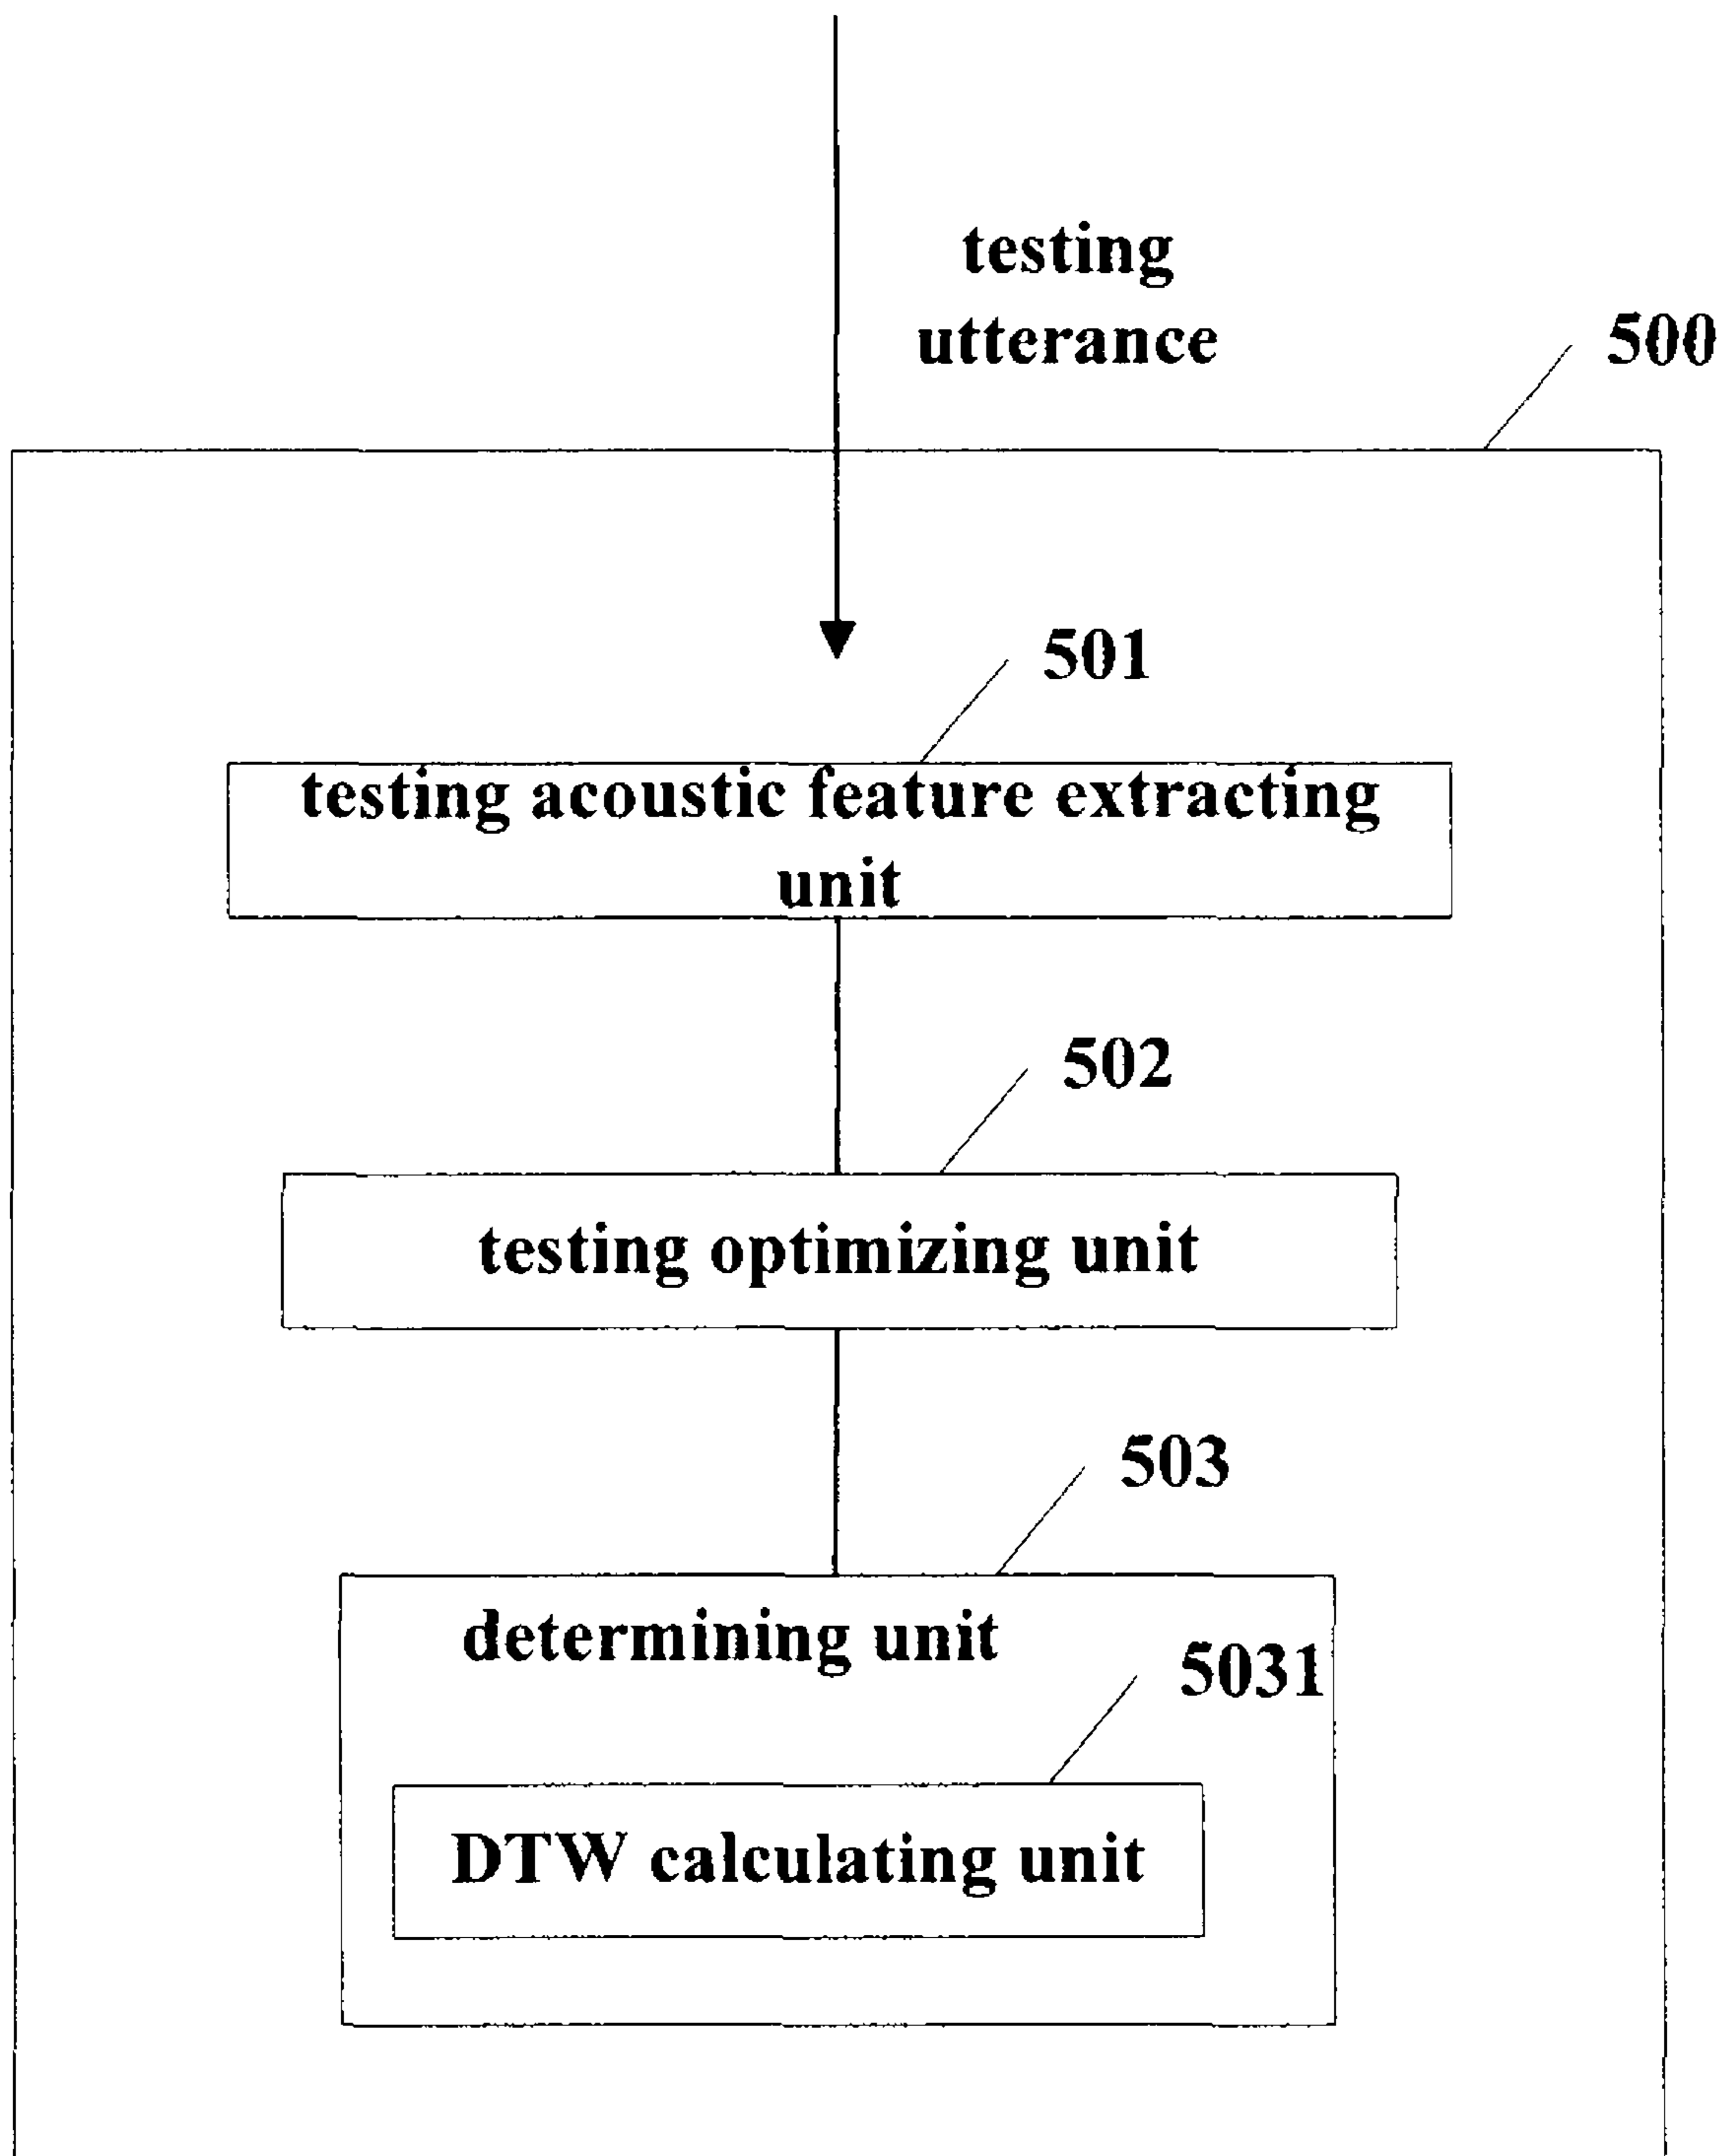 testing
utterance
500
501
testing acoustic feature extracting
unit
502
testing optimizing unit
503
determining unit
5031
DTW calculating unit